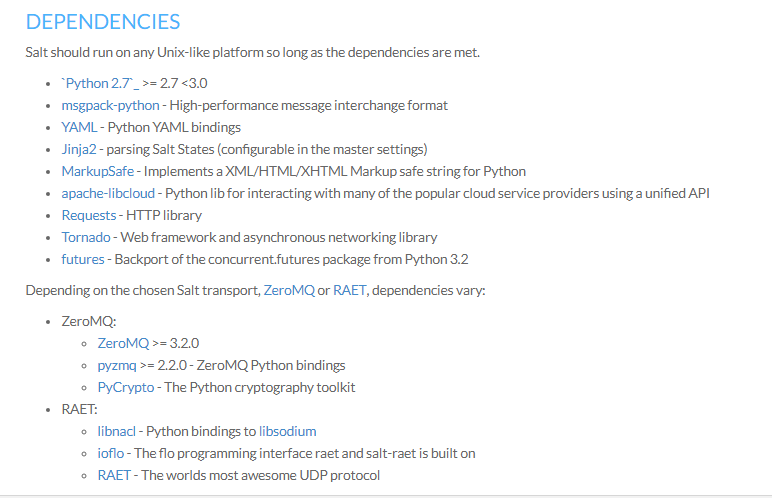 DEPENDENCIES
Salt should run on any Unix-like platform so long as the dependencies are met.
• `Python 2.7`_ >= 2.7 <3.0
• msgpack-python - High-performance message interchange format
• YAML - Python YAML bindings
• Jinja2 - parsing Salt States (configurable in the master settings)
• MarkupSafe - Implements a XML/HTML/XHTML Markup safe string for Python
• apache-libcloud - Python lib for interacting with many of the popular cloud service providers using a unified API
• Requests - HTTP library
• Tornado - Web framework and asynchronous networking library
• futures - Backport of the concurrent.futures package from Python 3.2
Depending on the chosen Salt transport, ZeroMQ or RAET, dependencies vary:
• ZeroMQ:
◦ ZeroMQ >= 3.2.0
◦ pyzmq >= 2.2.0 - ZeroMQ Python bindings
◦ PyCrypto - The Python cryptography toolkit
• RAET:
◦ libnacl - Python bindings to libsodium
◦ ioflo - The flo programming interface raet and salt-raet is built on
◦ RAET - The worlds most awesome UDP protocol